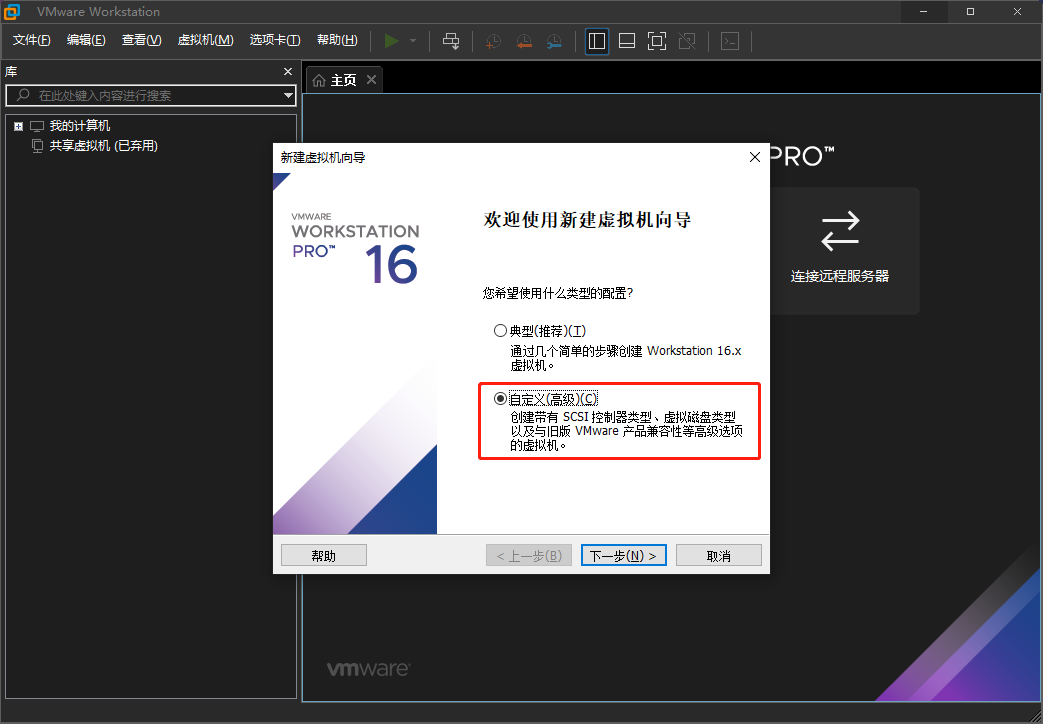 VMware Workstation
文件(F) 编辑(E) 查看(V) 虚拟机(M) 选项卡(T) 帮助(H)
库
主页
在此处键入内容进行搜索
我的计算机
共享虚拟机 (已弃用)
PRO™
连接远程服务器
新建虚拟机向导
VMWARE
WORKSTATION
PRO™ 16
欢迎使用新建虚拟机向导
您希望使用什么类型的配置?
典型(推荐)(T)
通过几个简单的步骤创建 Workstation 16.x
虚拟机。
自定义(高级)(C)
创建带有 SCSI 控制器类型、虚拟磁盘类型
以及与旧版 VMware 产品兼容性等高级选项
的虚拟机。
帮助 < 上一步(B) 下一步(N) > 取消
vmware®